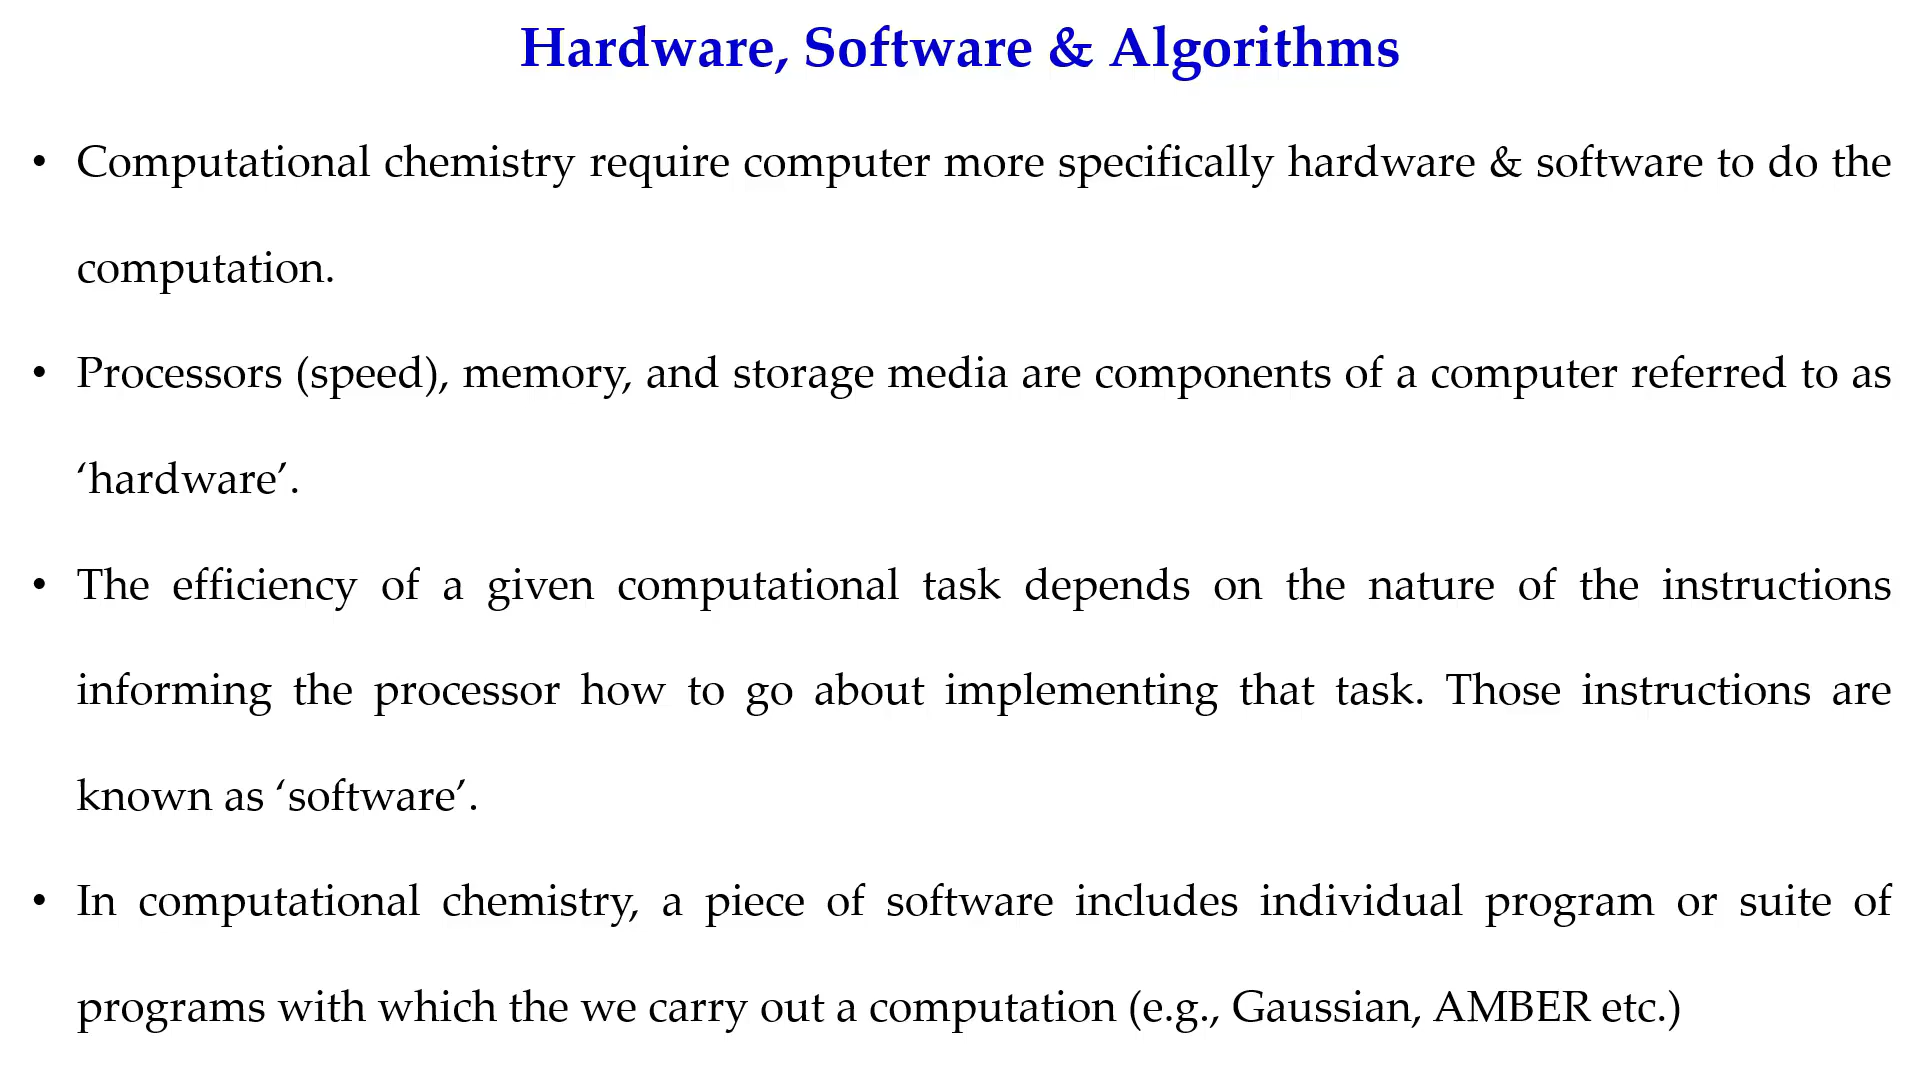 Hardware, Software & Algorithms
• Computational chemistry require computer more specifically hardware & software to do the
computation.
• Processors (speed), memory, and storage media are components of a computer referred to as
‘hardware’.
• The efficiency of a given computational task depends on the nature of the instructions
informing the processor how to go about implementing that task. Those instructions are
known as ‘software’.
• In computational chemistry, a piece of software includes individual program or suite of
programs with which the we carry out a computation (e.g., Gaussian, AMBER etc.)